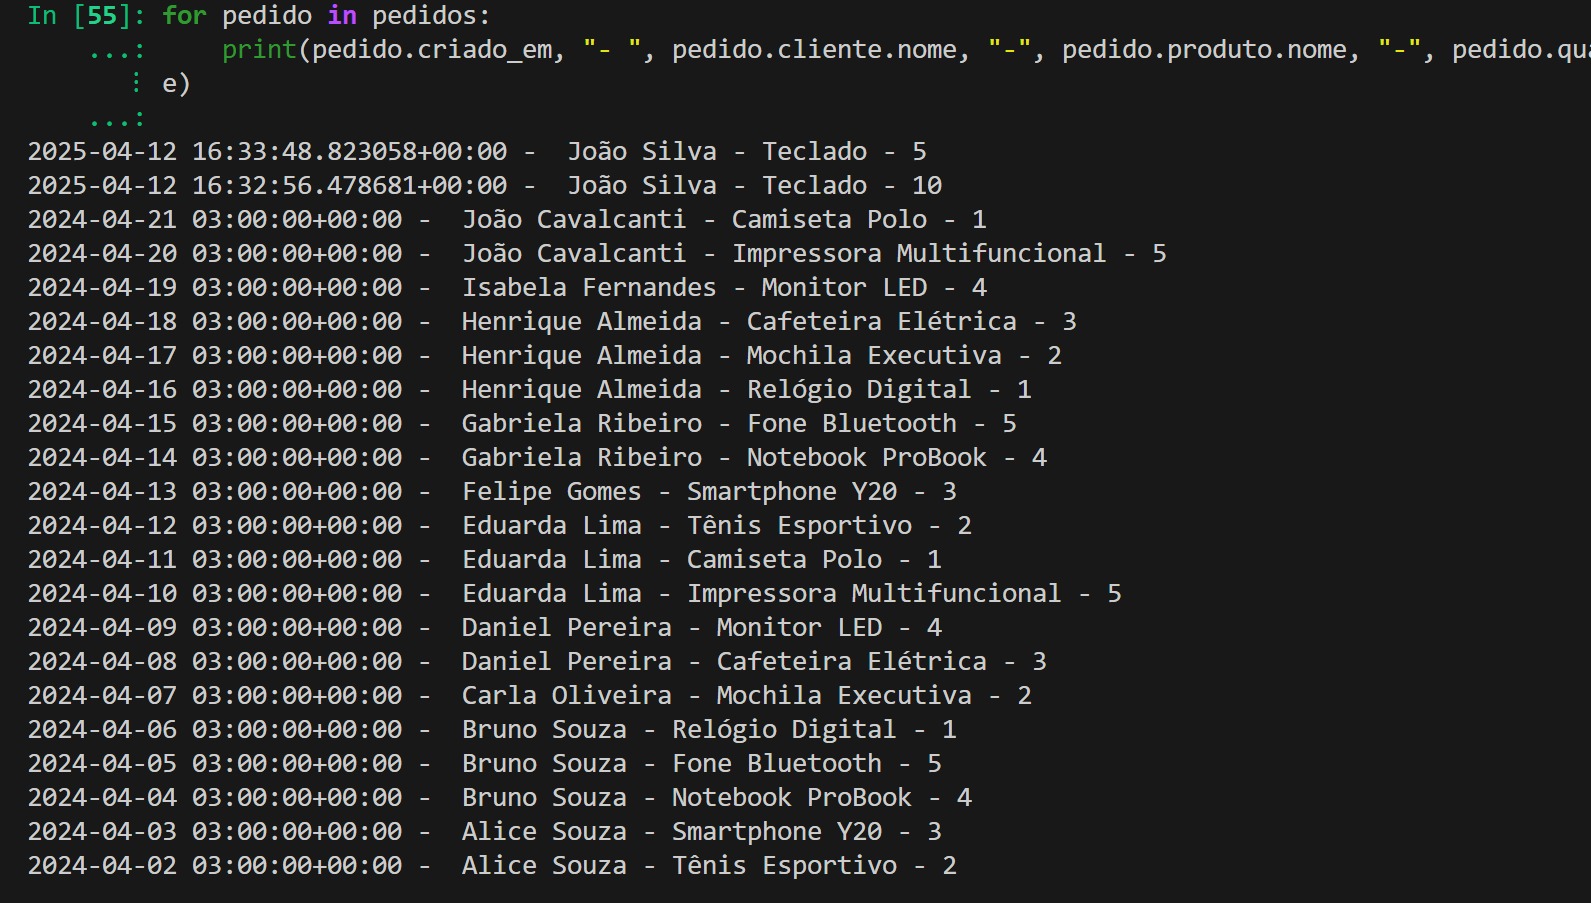 In [55]: for pedido in pedidos:
...: print(pedido.criado_em, "- ", pedido.cliente.nome, "-", pedido.produto.nome, "-", pedido.qua
⋮ e)
...:
2025-04-12 16:33:48.823058+00:00 -  João Silva - Teclado - 5
2025-04-12 16:32:56.478681+00:00 -  João Silva - Teclado - 10
2024-04-21 03:00:00+00:00 -  João Cavalcanti - Camiseta Polo - 1
2024-04-20 03:00:00+00:00 -  João Cavalcanti - Impressora Multifuncional - 5
2024-04-19 03:00:00+00:00 -  Isabela Fernandes - Monitor LED - 4
2024-04-18 03:00:00+00:00 -  Henrique Almeida - Cafeteira Elétrica - 3
2024-04-17 03:00:00+00:00 -  Henrique Almeida - Mochila Executiva - 2
2024-04-16 03:00:00+00:00 -  Henrique Almeida - Relógio Digital - 1
2024-04-15 03:00:00+00:00 -  Gabriela Ribeiro - Fone Bluetooth - 5
2024-04-14 03:00:00+00:00 -  Gabriela Ribeiro - Notebook ProBook - 4
2024-04-13 03:00:00+00:00 -  Felipe Gomes - Smartphone Y20 - 3
2024-04-12 03:00:00+00:00 -  Eduarda Lima - Tênis Esportivo - 2
2024-04-11 03:00:00+00:00 -  Eduarda Lima - Camiseta Polo - 1
2024-04-10 03:00:00+00:00 -  Eduarda Lima - Impressora Multifuncional - 5
2024-04-09 03:00:00+00:00 -  Daniel Pereira - Monitor LED - 4
2024-04-08 03:00:00+00:00 -  Daniel Pereira - Cafeteira Elétrica - 3
2024-04-07 03:00:00+00:00 -  Carla Oliveira - Mochila Executiva - 2
2024-04-06 03:00:00+00:00 -  Bruno Souza - Relógio Digital - 1
2024-04-05 03:00:00+00:00 -  Bruno Souza - Fone Bluetooth - 5
2024-04-04 03:00:00+00:00 -  Bruno Souza - Notebook ProBook - 4
2024-04-03 03:00:00+00:00 -  Alice Souza - Smartphone Y20 - 3
2024-04-02 03:00:00+00:00 -  Alice Souza - Tênis Esportivo - 2